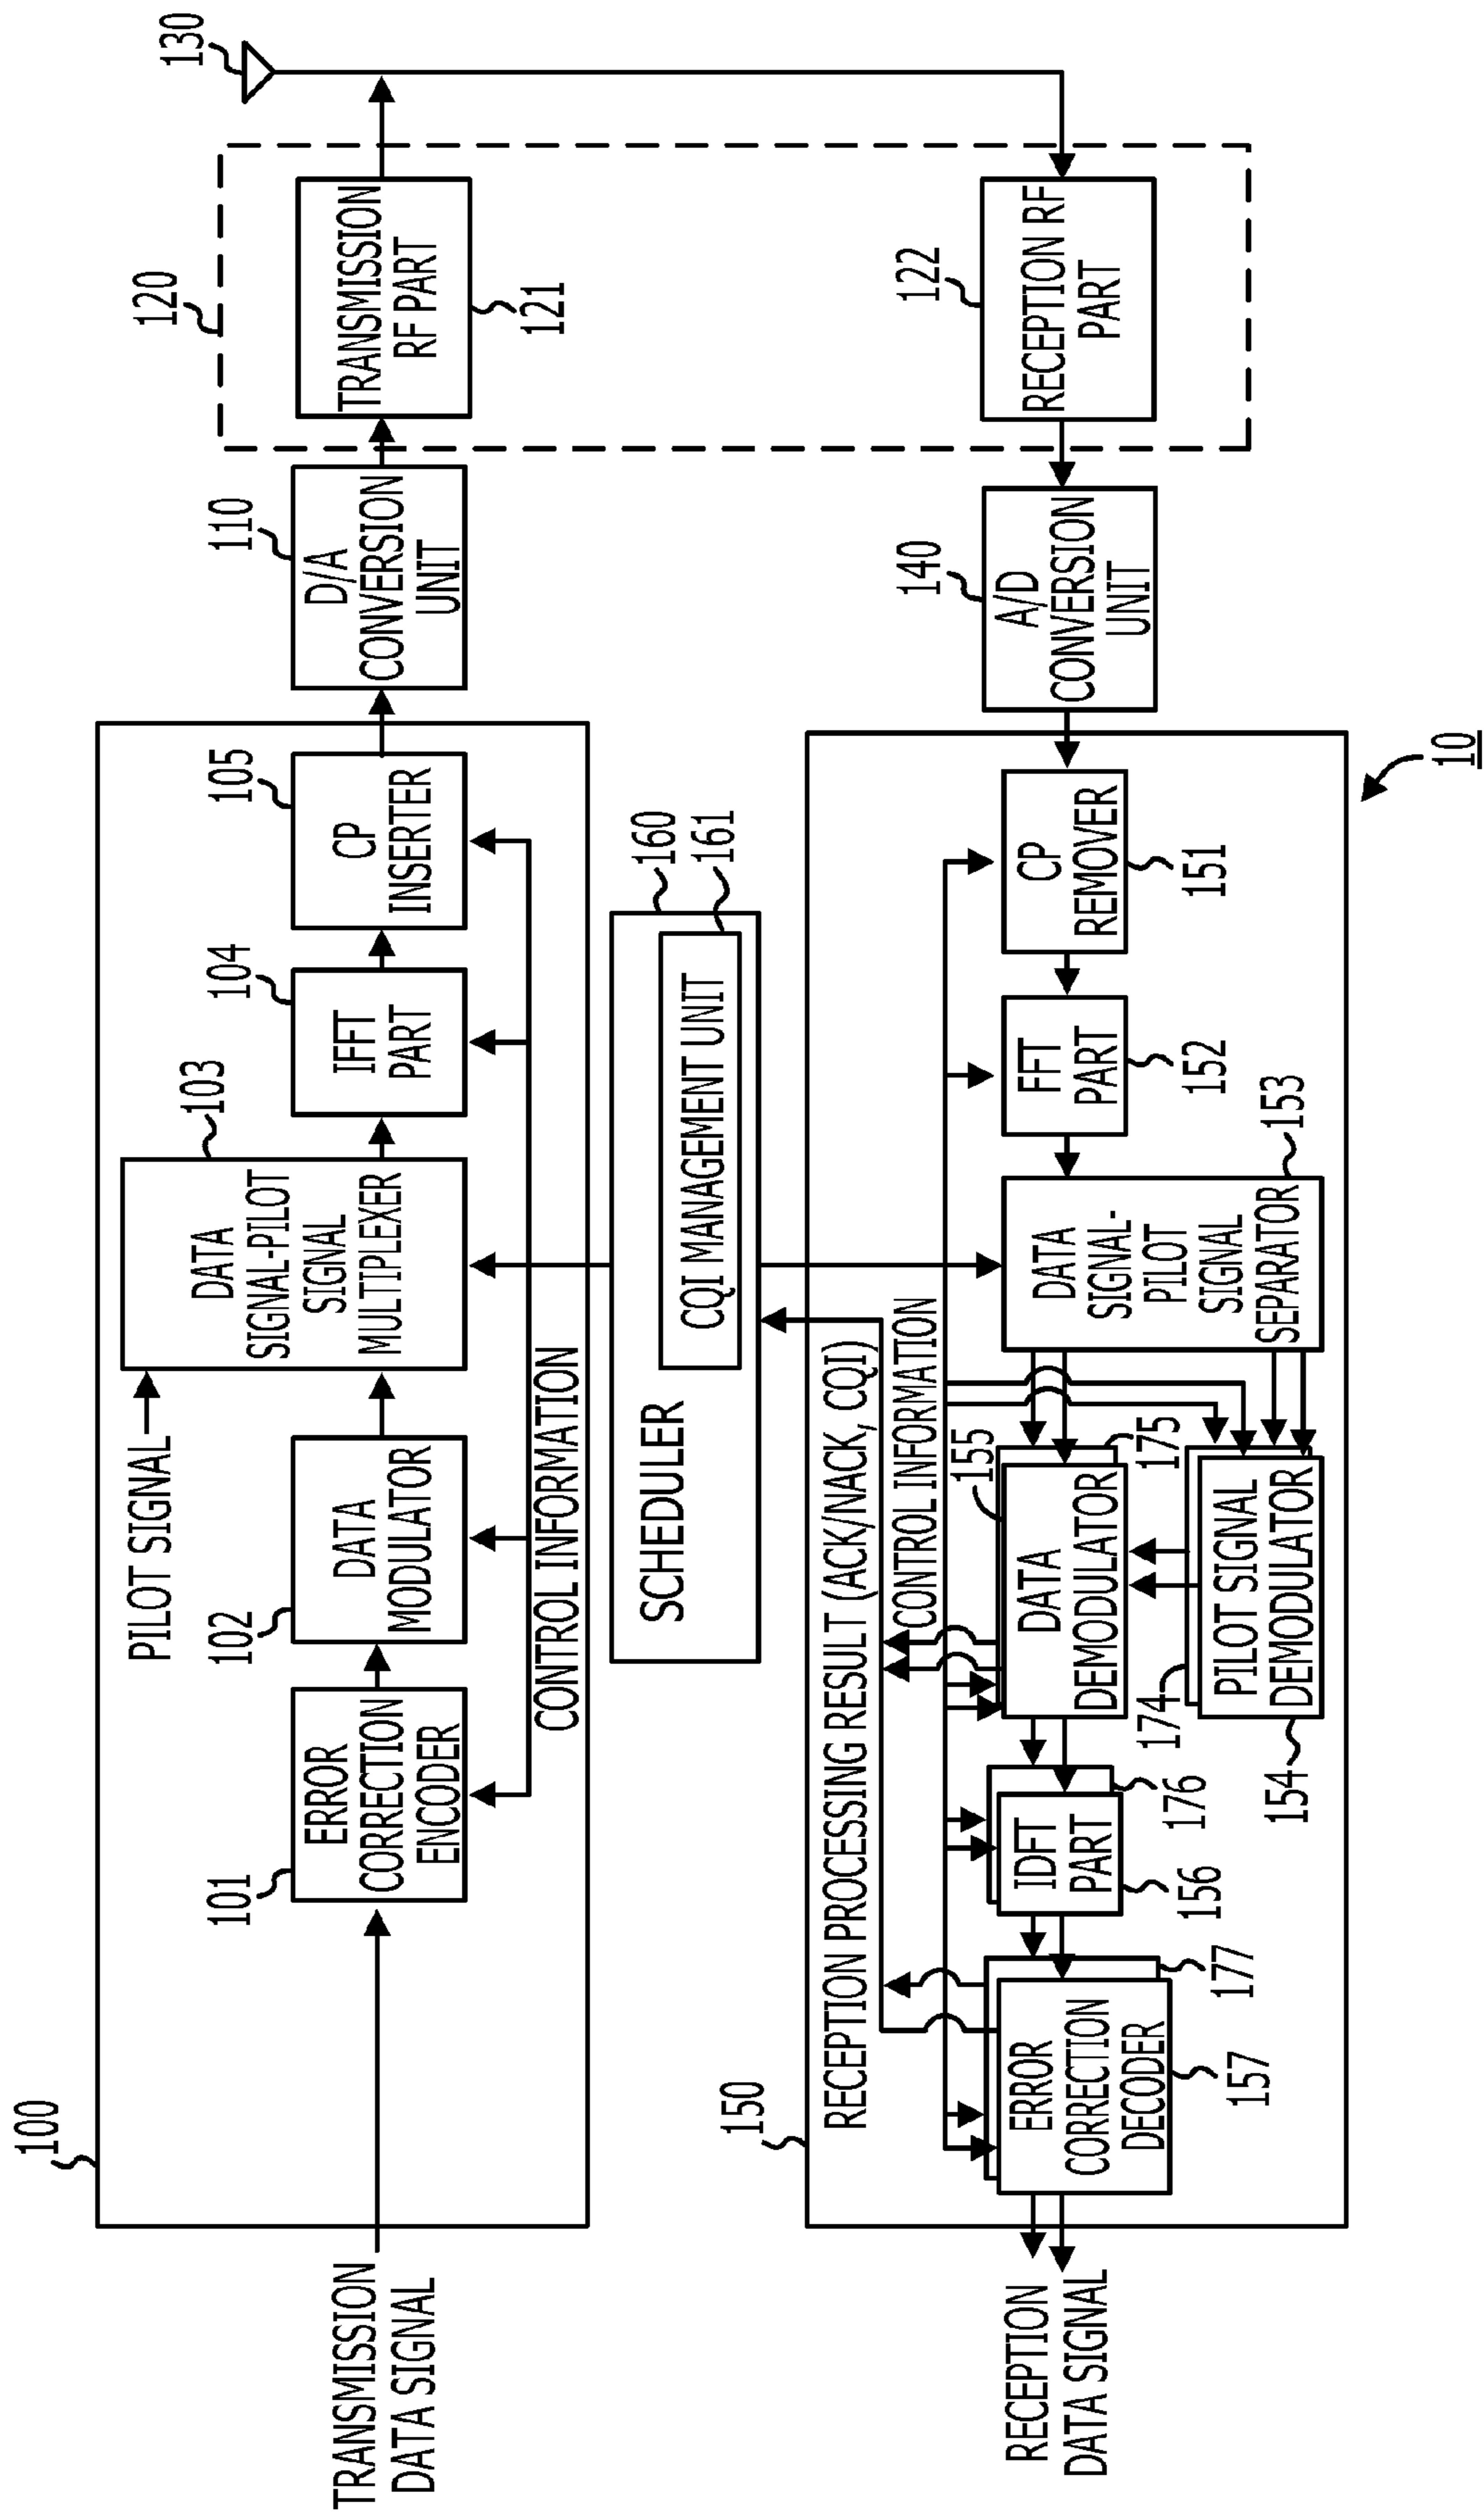 100
TRANSMISSION
DATA SIGNAL
101
ERROR
CORRECTION
ENCODER
PILOT SIGNAL
102
DATA
MODULATOR
103
DATA
SIGNAL-PILOT
SIGNAL
MULTIPLEXER
104
IFFT
PART
105
CP
INSERTER
110
D/A
CONVERSION
UNIT
120
TRANSMISSION
RF PART
121
130
CONTROL INFORMATION
SCHEDULER
160
161
CQI MANAGEMENT UNIT
150
RECEPTION PROCESSING RESULT (ACK/NACK, CQI)
CONTROL INFORMATION
RECEPTION
DATA SIGNAL
ERROR
CORRECTION
DECODER
157
177
IDFT
PART
156
176
155
DATA
DEMODULATOR
175
174
PILOT SIGNAL
DEMODULATOR
154
DATA
SIGNAL-
PILOT
SIGNAL
SEPARATOR
153
FFT
PART
152
CP
REMOVER
151
140
A/D
CONVERSION
UNIT
122
RECEPTION RF
PART
10